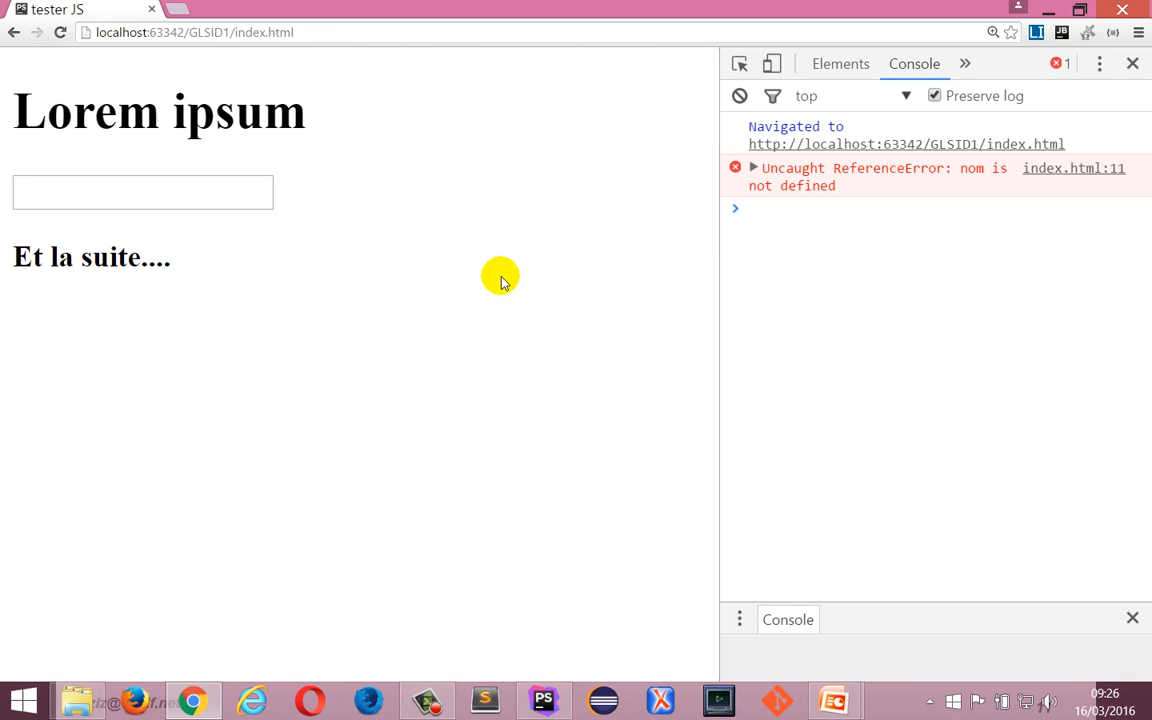 tester JS
localhost:63342/GLSID1/index.html
Lorem ipsum
Et la suite....
Elements
Console
1
top
Preserve log
Navigated to
http://localhost:63342/GLSID1/index.html
Uncaught ReferenceError: nom is
index.html:11
not defined
Console
09:26
16/03/2016